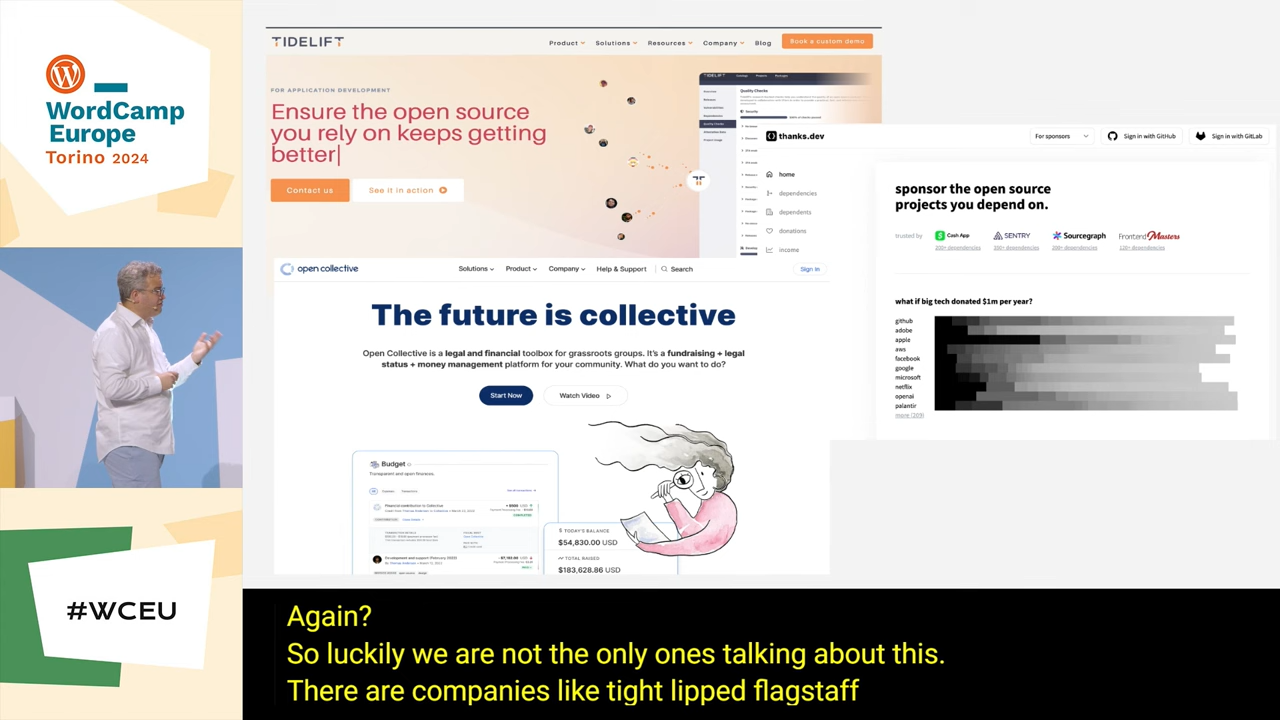 WordCamp
Europe
Torino 2024
#WCEU
TIDELIFT
Product
Solutions
Resources
Company
Blog
Book a custom demo
FOR APPLICATION DEVELOPMENT
Ensure the open source
you rely on keeps getting
better|
Contact us
See it in action
TIDELIFT
Quality Checks
thanks.dev
For sponsors
Sign in with GitHub
Sign in with GitLab
home
dependencies
dependents
donations
income
sponsor the open source
projects you depend on.
trusted by
Cash App
SENTRY
Sourcegraph
Frontend Masters
what if big tech donated $1m per year?
github
adobe
apple
aws
facebook
google
microsoft
netflix
openai
palantir
more (209)
open collective
Solutions
Product
Company
Help & Support
Search
Sign In
The future is collective
Open Collective is a legal and financial toolbox for grassroots groups. It's a fundraising + legal
status + money management platform for your community. What do you want to do?
Start Now
Watch Video
Budget
Transparent and open finances.
$ TODAY'S BALANCE
$54,830.00 USD
TOTAL RAISED
$183,628.86 USD
Again?
So luckily we are not the only ones talking about this.
There are companies like tight lipped flagstaff